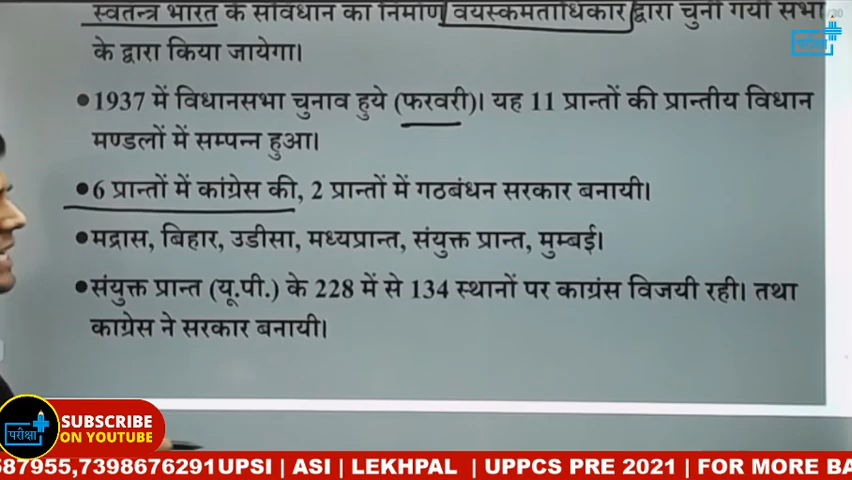 स्वतन्त्र भारत के संविधान का निर्माण वयस्कमताधिकार द्वारा चुनी गयी सभा
के द्वारा किया जायेगा।
●1937 में विधानसभा चुनाव हुये (फरवरी)। यह 11 प्रान्तों की प्रान्तीय विधान
मण्डलों में सम्पन्न हुआ।
●6 प्रान्तों में कांग्रेस की, 2 प्रान्तों में गठबंधन सरकार बनायी।
●मद्रास, बिहार, उडीसा, मध्यप्रान्त, संयुक्त प्रान्त, मुम्बई।
●संयुक्त प्रान्त (यू.पी.) के 228 में से 134 स्थानों पर काग्रंस विजयी रही। तथा
काग्रेस ने सरकार बनायी।
परीक्षा
परीक्षा
SUBSCRIBE
ON YOUTUBE
587955,7398676291UPSI | ASI | LEKHPAL | UPPCS PRE 2021 | FOR MORE BA